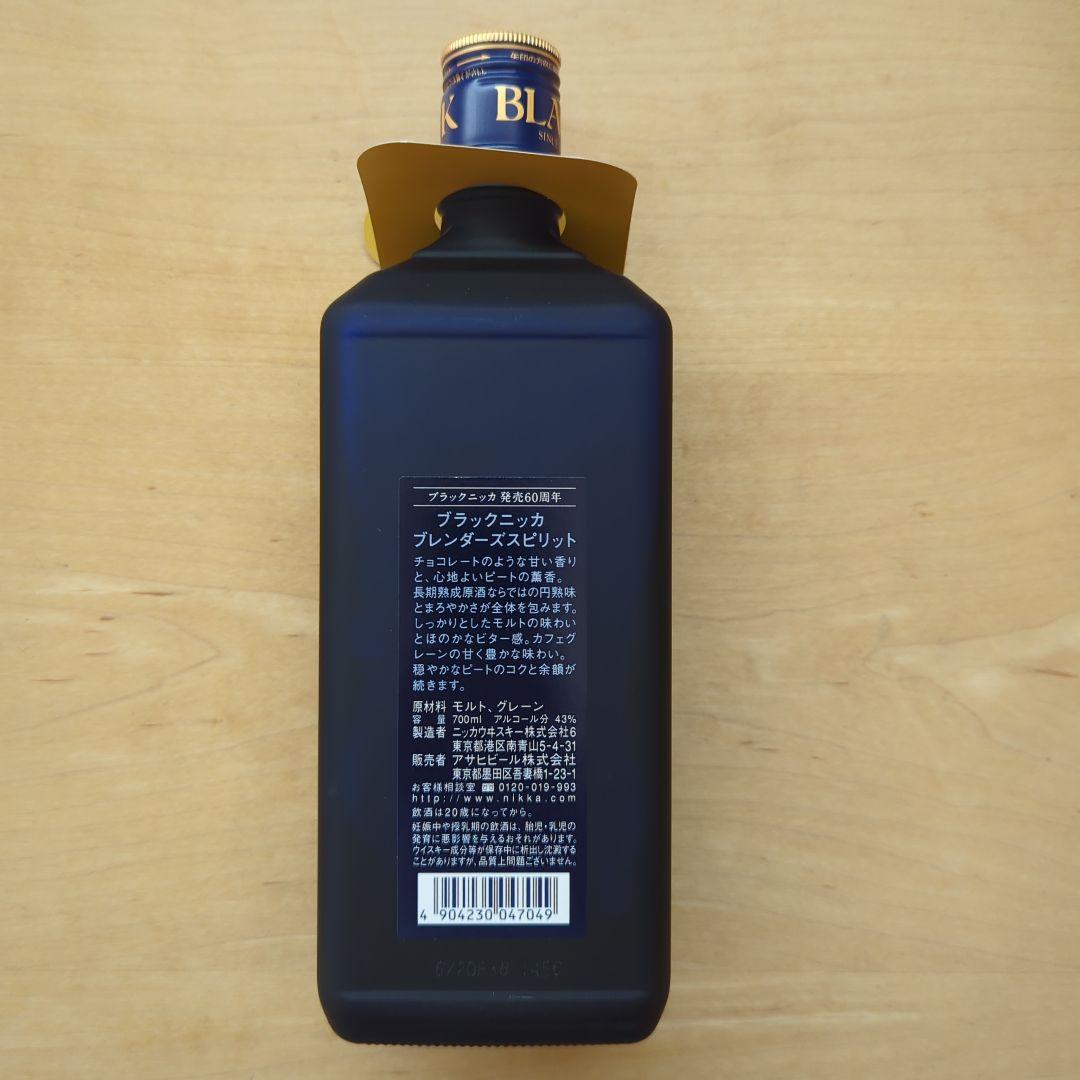 K BLA
SINC
ブラックニッカ 発売60周年
ブラックニッカ
ブレンダーズスピリット
チョコレートのような甘い香り
と、心地よいピートの薫香。
長期熟成原酒ならではの円熟味
とまろやかさが全体を包みます。
しっかりとしたモルトの味わい
とほのかなビター感。カフェグ
レーンの甘く豊かな味わい。
穏やかなピートのコクと余韻が
続きます。
原材料 モルト、グレーン
容量 700ml アルコール分 43%
製造者 ニッカウヰスキー株式会社6
東京都港区南青山5-4-31
販売者 アサヒビール株式会社
東京都墨田区吾妻橋1-23-1
お客様相談室 0120-019-993
http://www.nikka.com
飲酒は20歳になってから。
妊娠中や授乳期の飲酒は、胎児・乳児の
発育に悪影響を与えるおそれがあります。
ウイスキー成分等が保存中に析出し沈澱する
ことがありますが、品質上問題ございません。
4 904230 047049